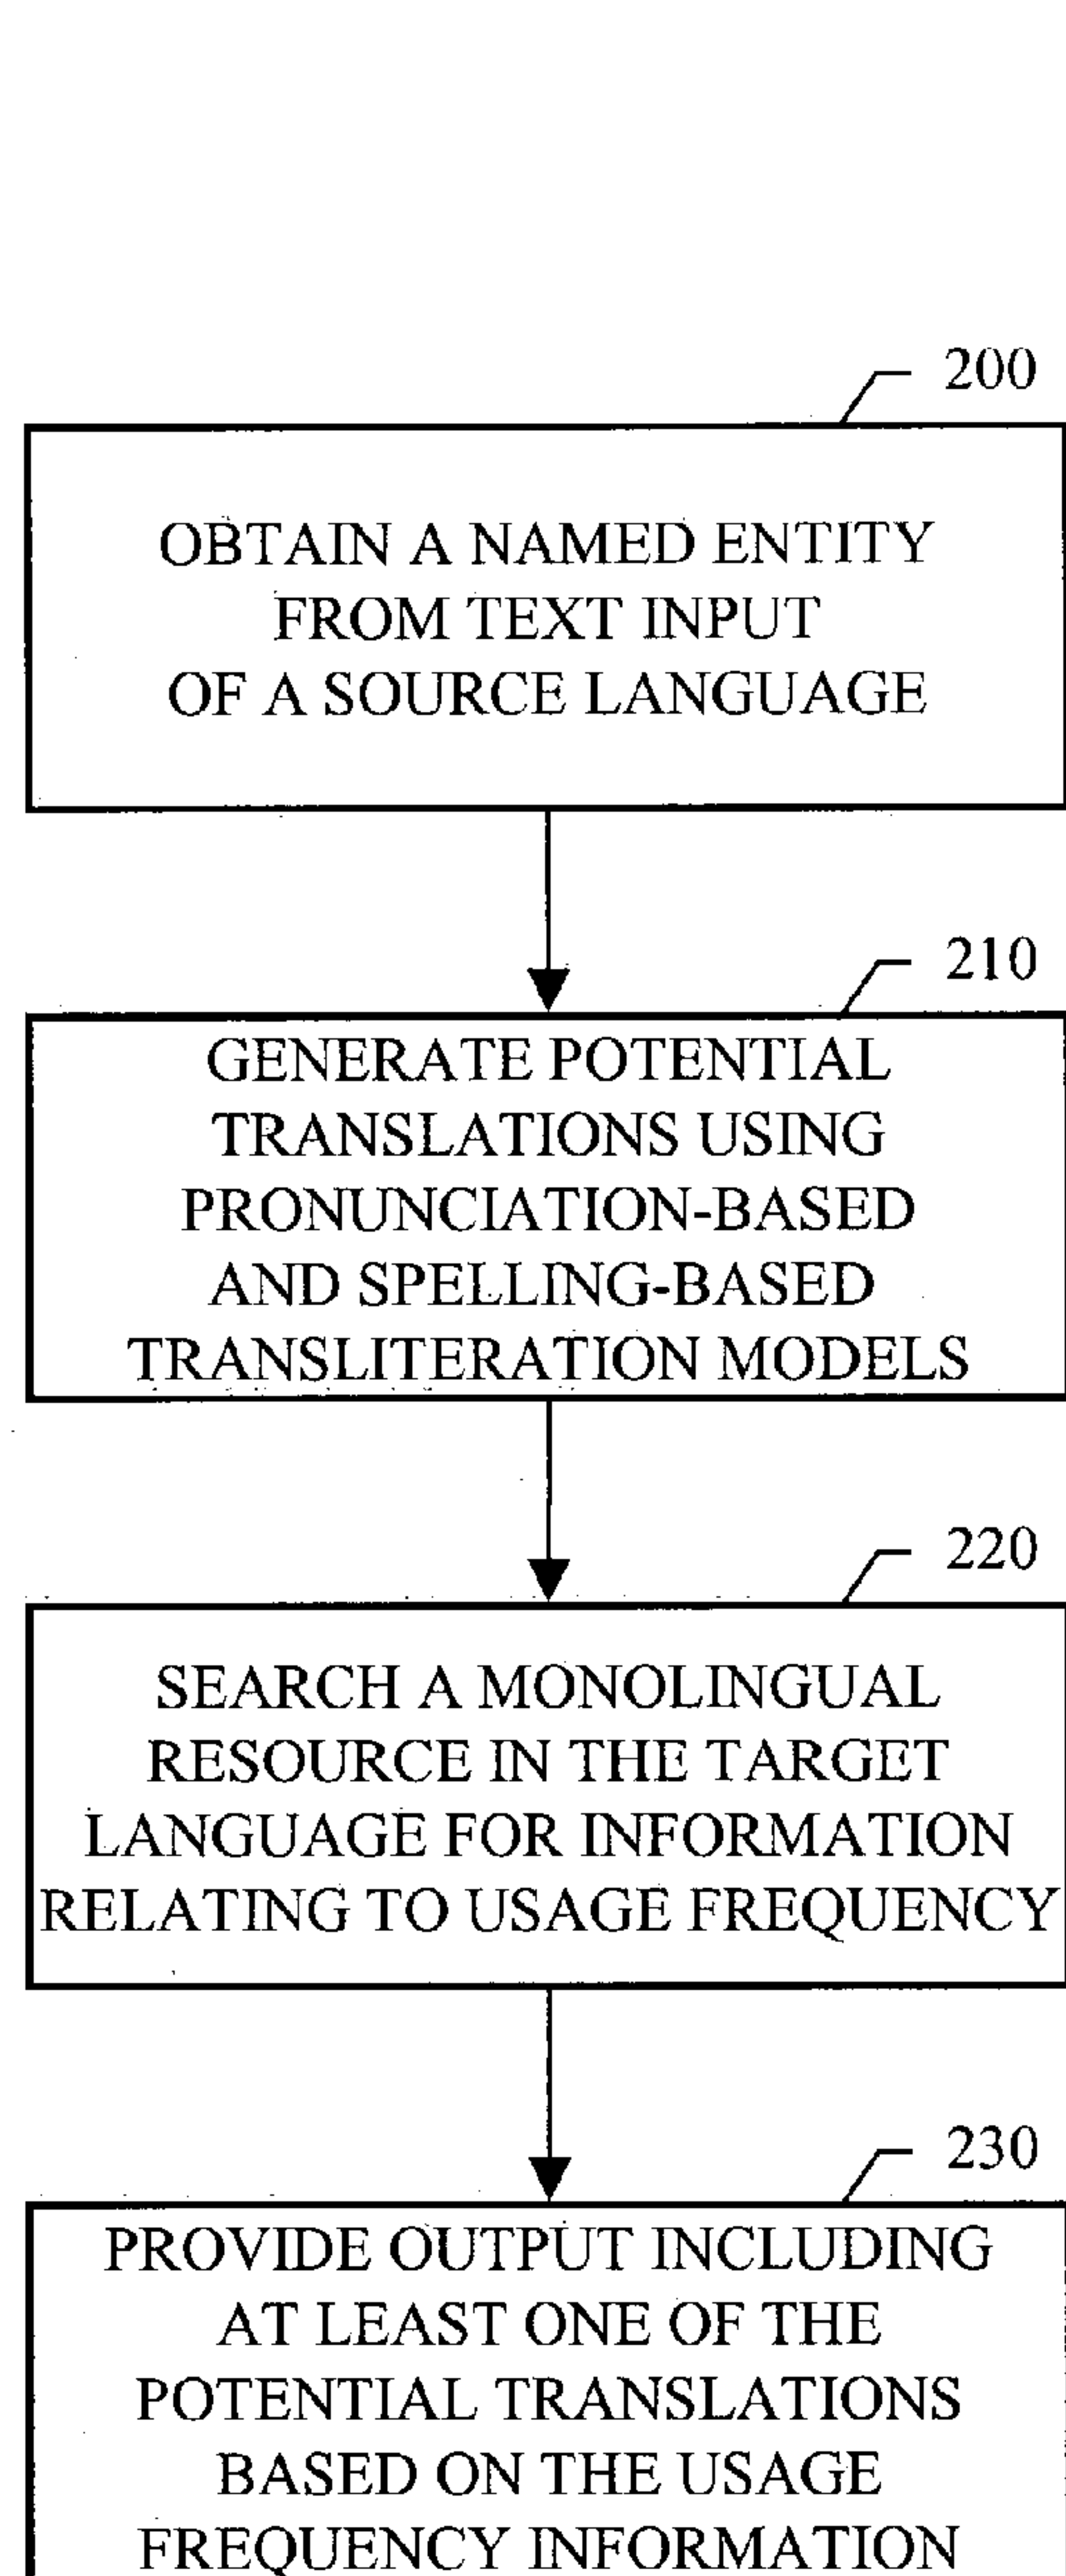 200
OBTAIN A NAMED ENTITY
FROM TEXT INPUT
OF A SOURCE LANGUAGE
210
GENERATE POTENTIAL
TRANSLATIONS USING
PRONUNCIATION-BASED
AND SPELLING-BASED
TRANSLITERATION MODELS
220
SEARCH A MONOLINGUAL
RESOURCE IN THE TARGET
LANGUAGE FOR INFORMATION
RELATING TO USAGE FREQUENCY
230
PROVIDE OUTPUT INCLUDING
AT LEAST ONE OF THE
POTENTIAL TRANSLATIONS
BASED ON THE USAGE
FREQUENCY INFORMATION